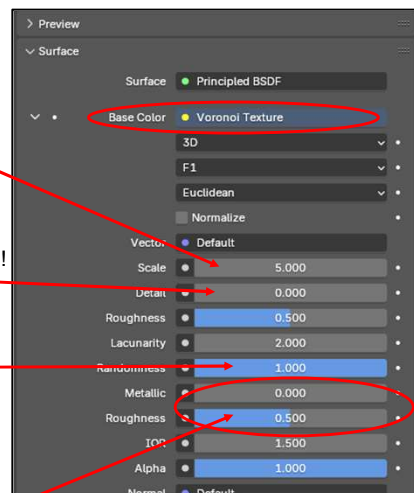 Preview
Surface
Surface Principled BSDF
Base Color Voronoi Texture
3D
F1
Euclidean
Normalize
Vector Default
!
Scale 5.000
Detail 0.000
Roughness 0.500
Lacunarity 2.000
Randomness 1.000
Metallic 0.000
Roughness 0.500
IOR 1.500
Alpha 1.000
Normal Default